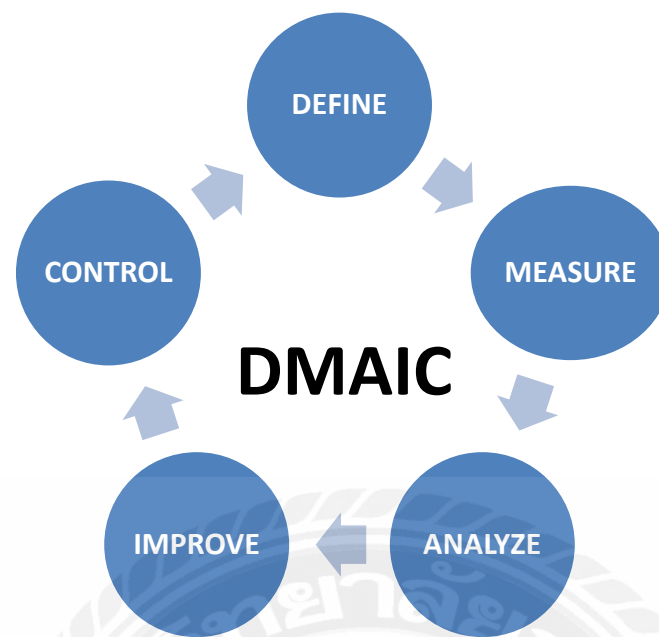 DEFINE
MEASURE
ANALYZE
IMPROVE
CONTROL
DMAIC